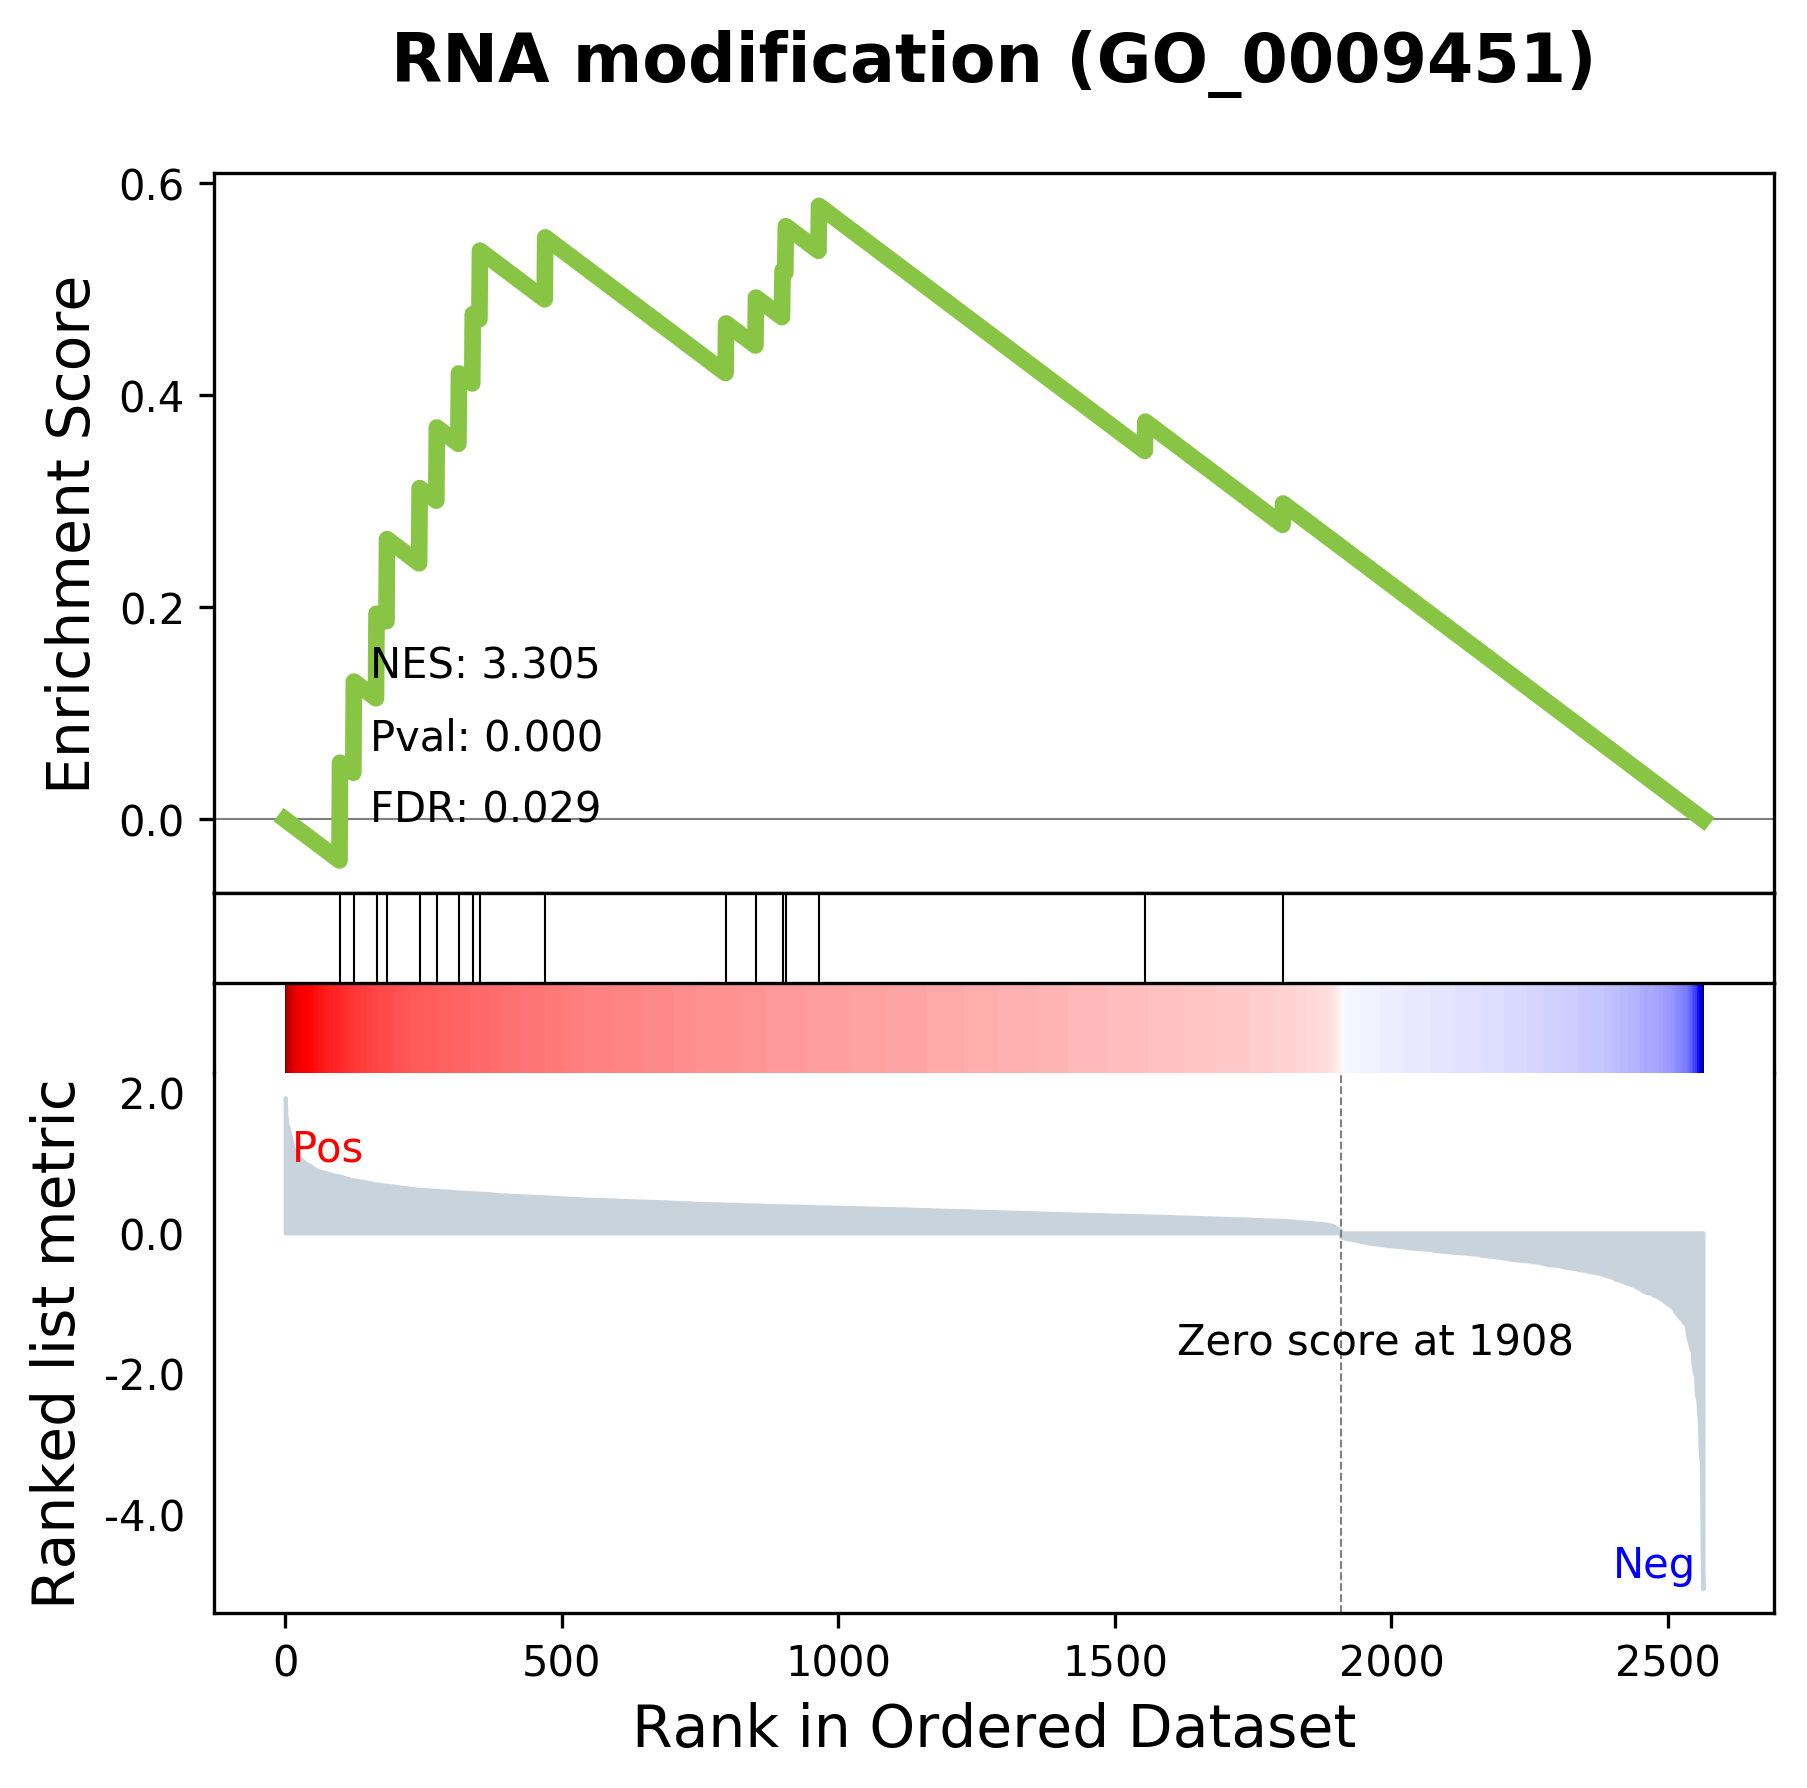 RNA modification (GO_0009451)
Enrichment Score
0.6
0.4
0.2
0.0
NES: 3.305
Pval: 0.000
FDR: 0.029
Ranked list metric
2.0
0.0
-2.0
-4.0
Pos
Zero score at 1908
Neg
0 500 1000 1500 2000 2500
Rank in Ordered Dataset